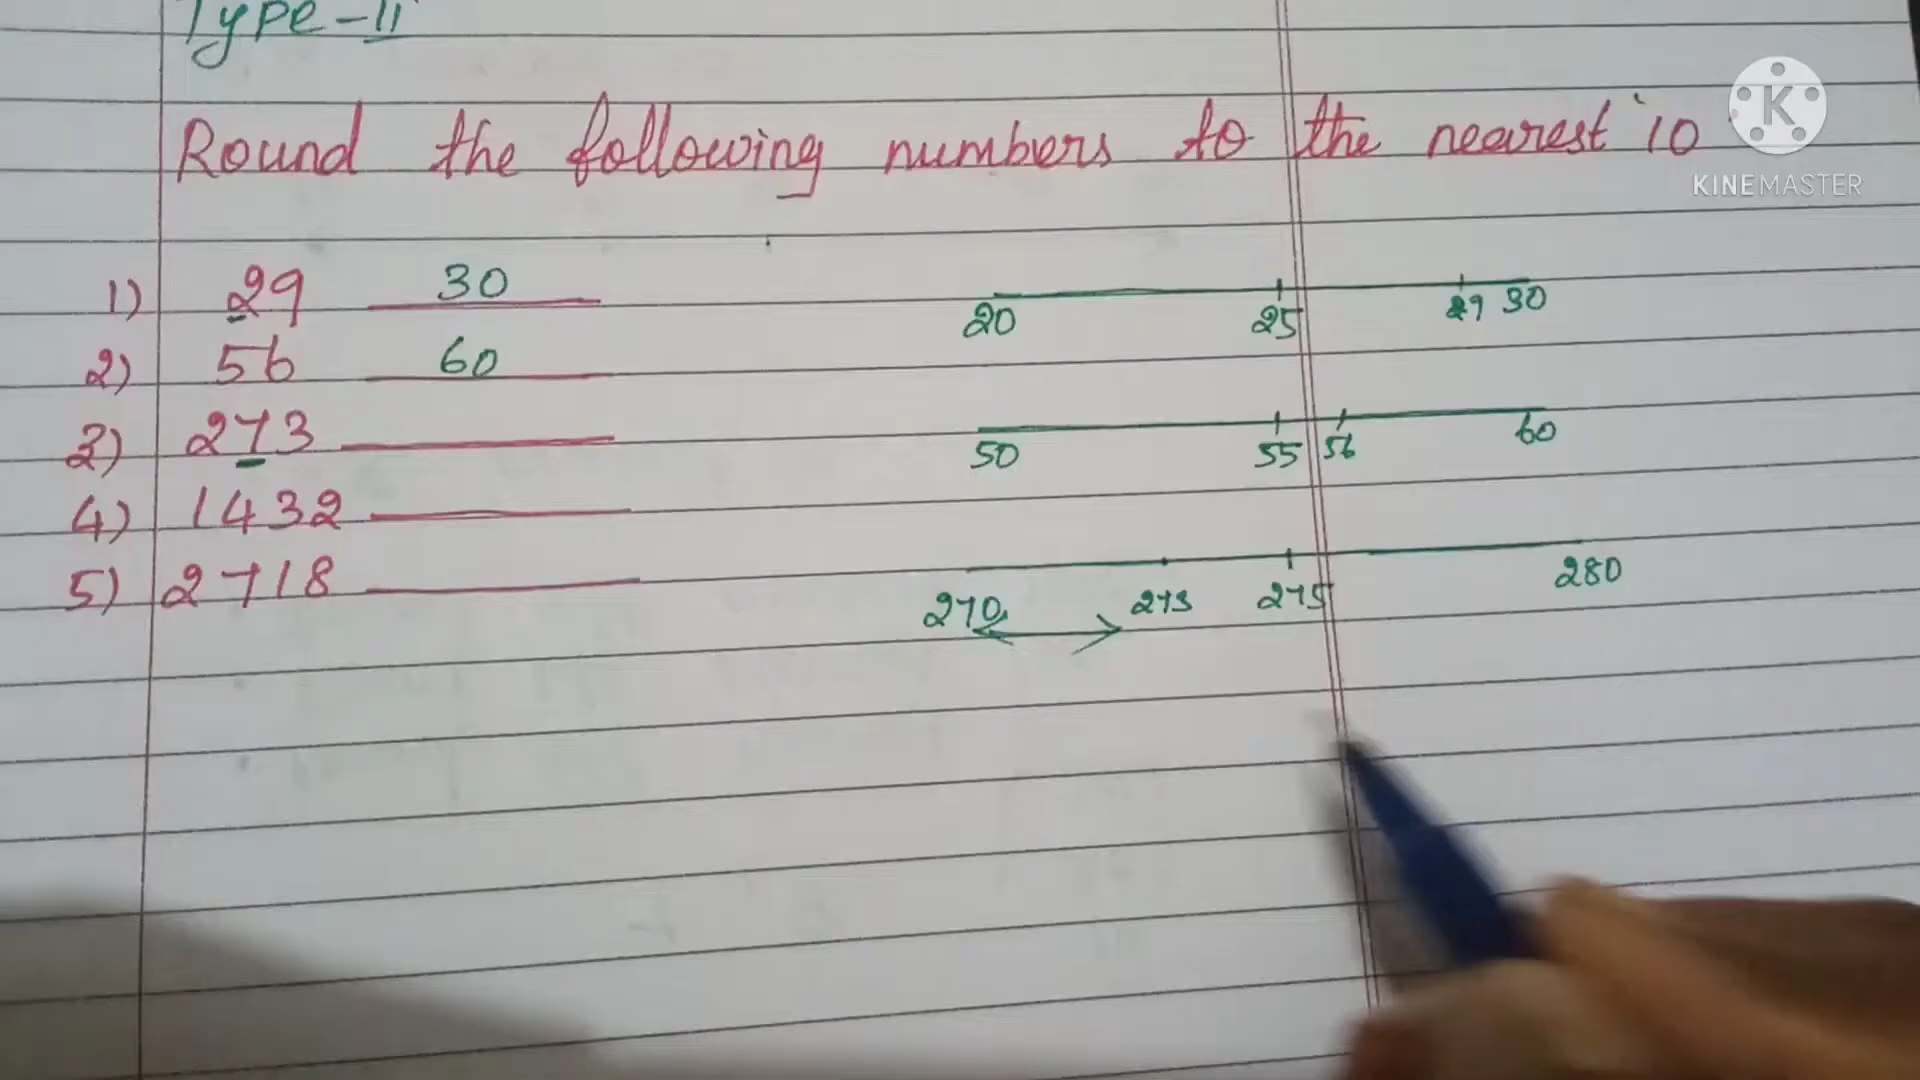 Type-II
Round the following numbers to the nearest 10
KINEMASTER
1) 29 30
20 25 29 30
2) 56 60
3) 273
50 55 56 60
4) 1432
5) 2718
270 273 275 280